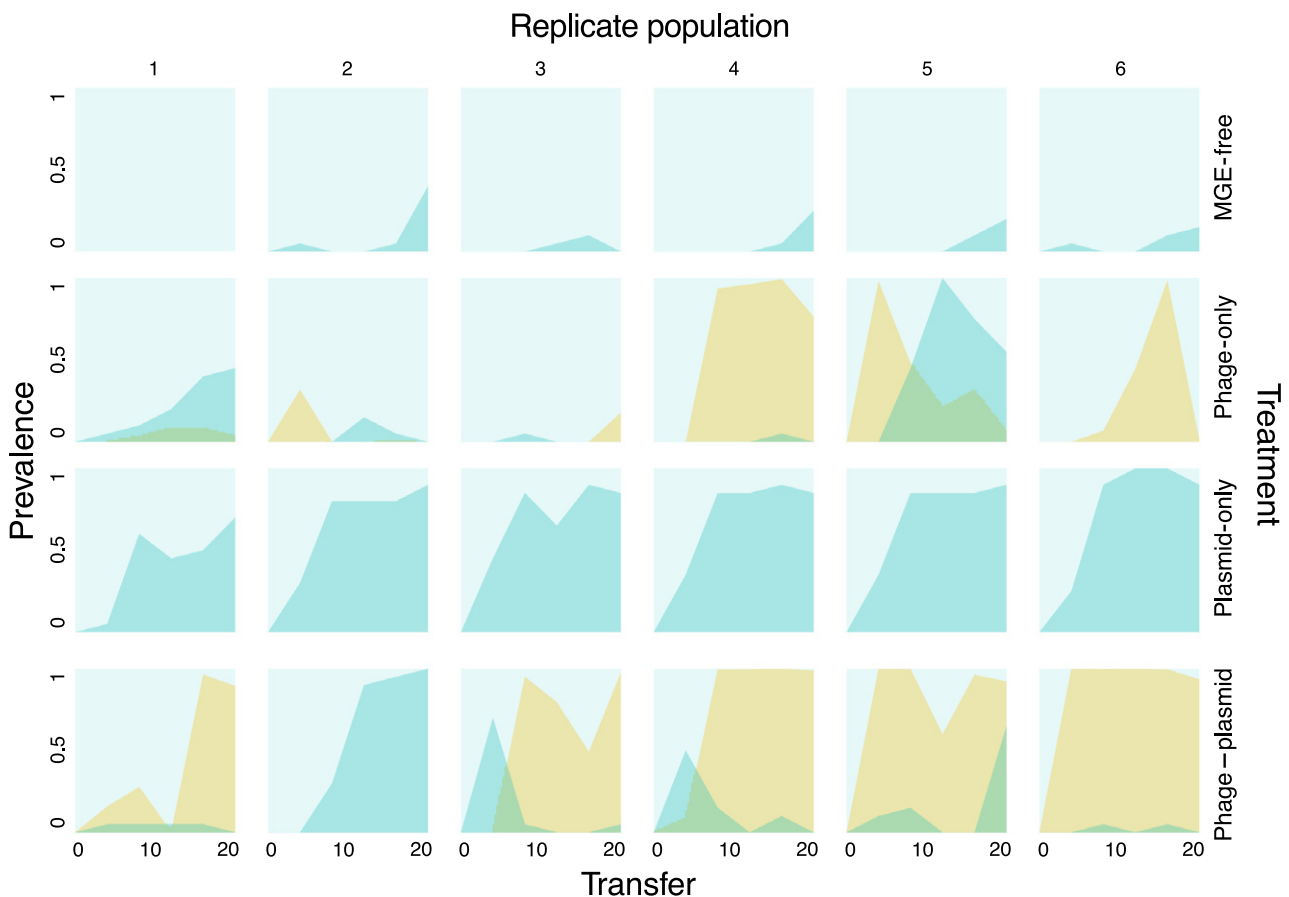 Replicate population
1 2 3 4 5 6
1
0.5
0
MGE-free
1
0.5
0
Phage-only
Prevalence
Treatment
1
0.5
0
Plasmid-only
1
0.5
0
Phage–plasmid
0 10 20 0 10 20 0 10 20 0 10 20 0 10 20 0 10 20
Transfer